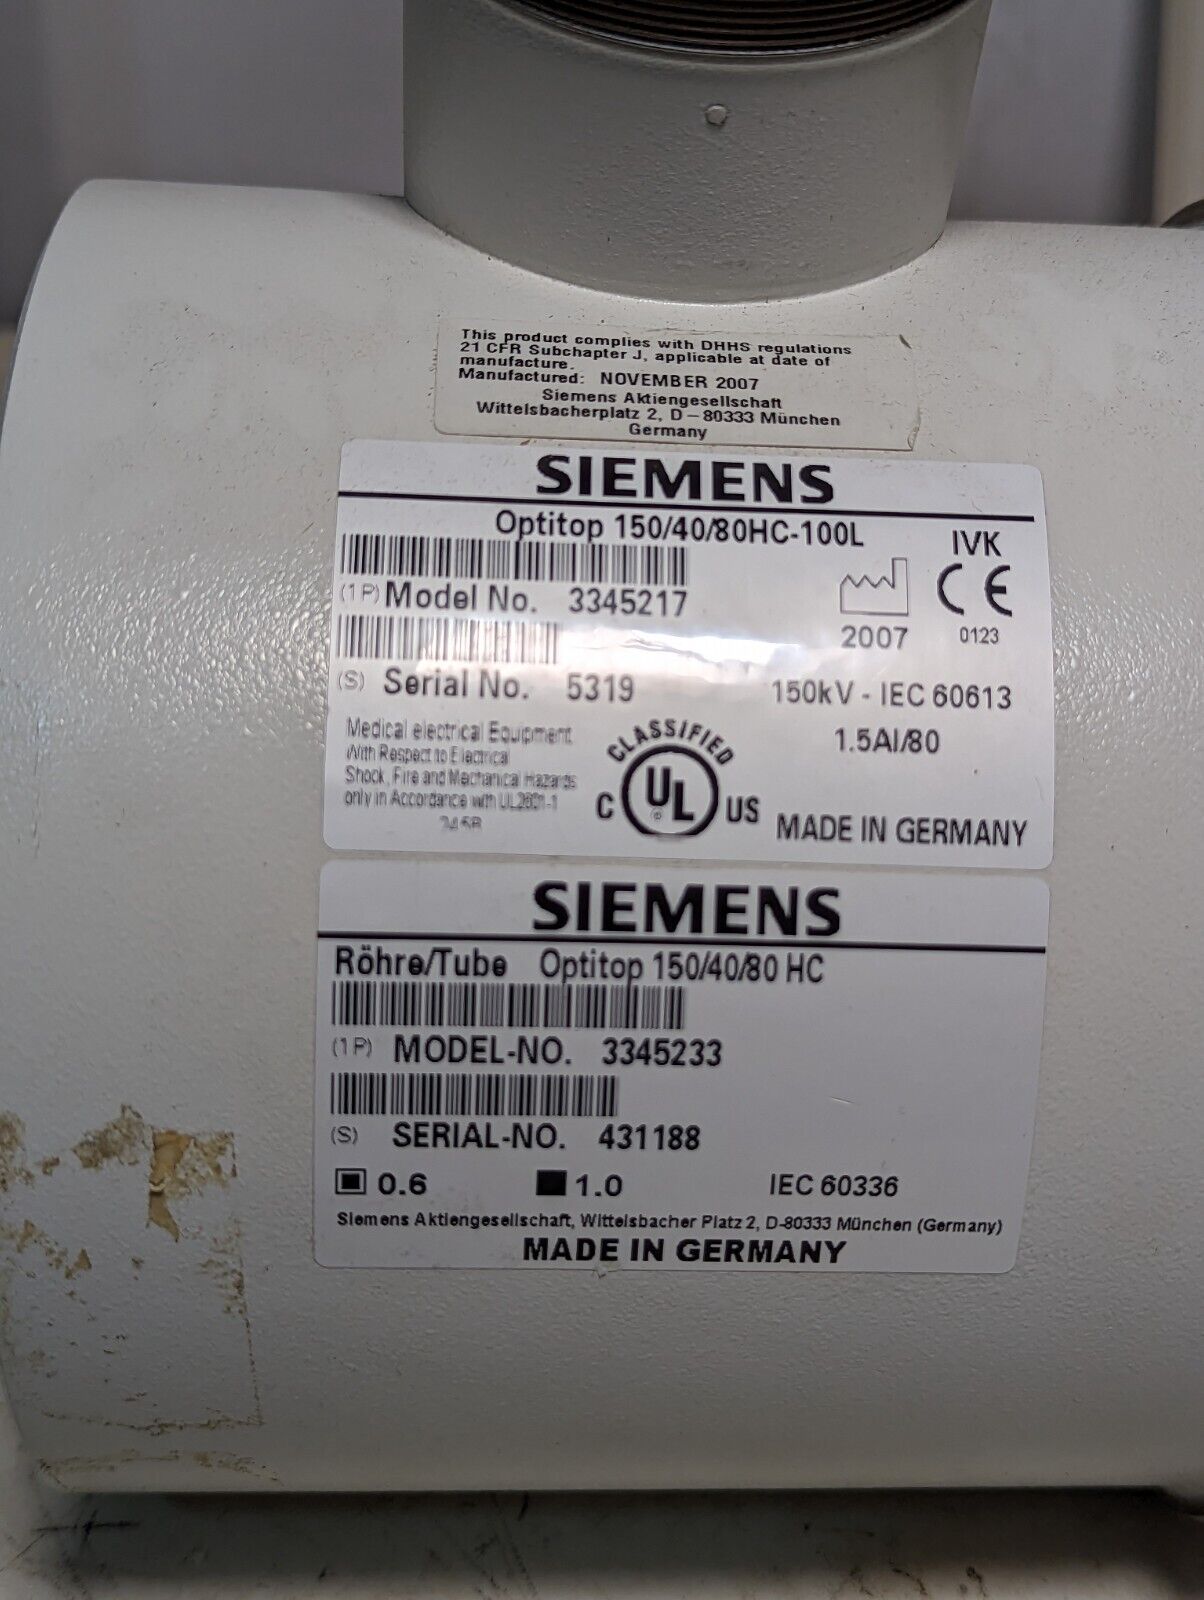 This product complies with DHHS regulations
21 CFR Subchapter J, applicable at date of
manufacture.
Manufactured: NOVEMBER 2007
Siemens Aktiengesellschaft
Wittelsbacherplatz 2, D – 80333 München
Germany
SIEMENS
Optitop 150/40/80HC-100L
IVK
(1P) Model No. 3345217
CE
2007
0123
(S) Serial No. 5319
150kV - IEC 60613
1.5Al/80
Medical electrical Equipment
With Respect to Electrical
Shock, Fire and Mechanical Hazards
only in Accordance with UL2601-1
CLASSIFIED
C UL US
MADE IN GERMANY
SIEMENS
Röhre/Tube Optitop 150/40/80 HC
(1P) MODEL-NO. 3345233
(S) SERIAL-NO. 431188
0.6 1.0 IEC 60336
Siemens Aktiengesellschaft, Wittelsbacher Platz 2, D-80333 München (Germany)
MADE IN GERMANY